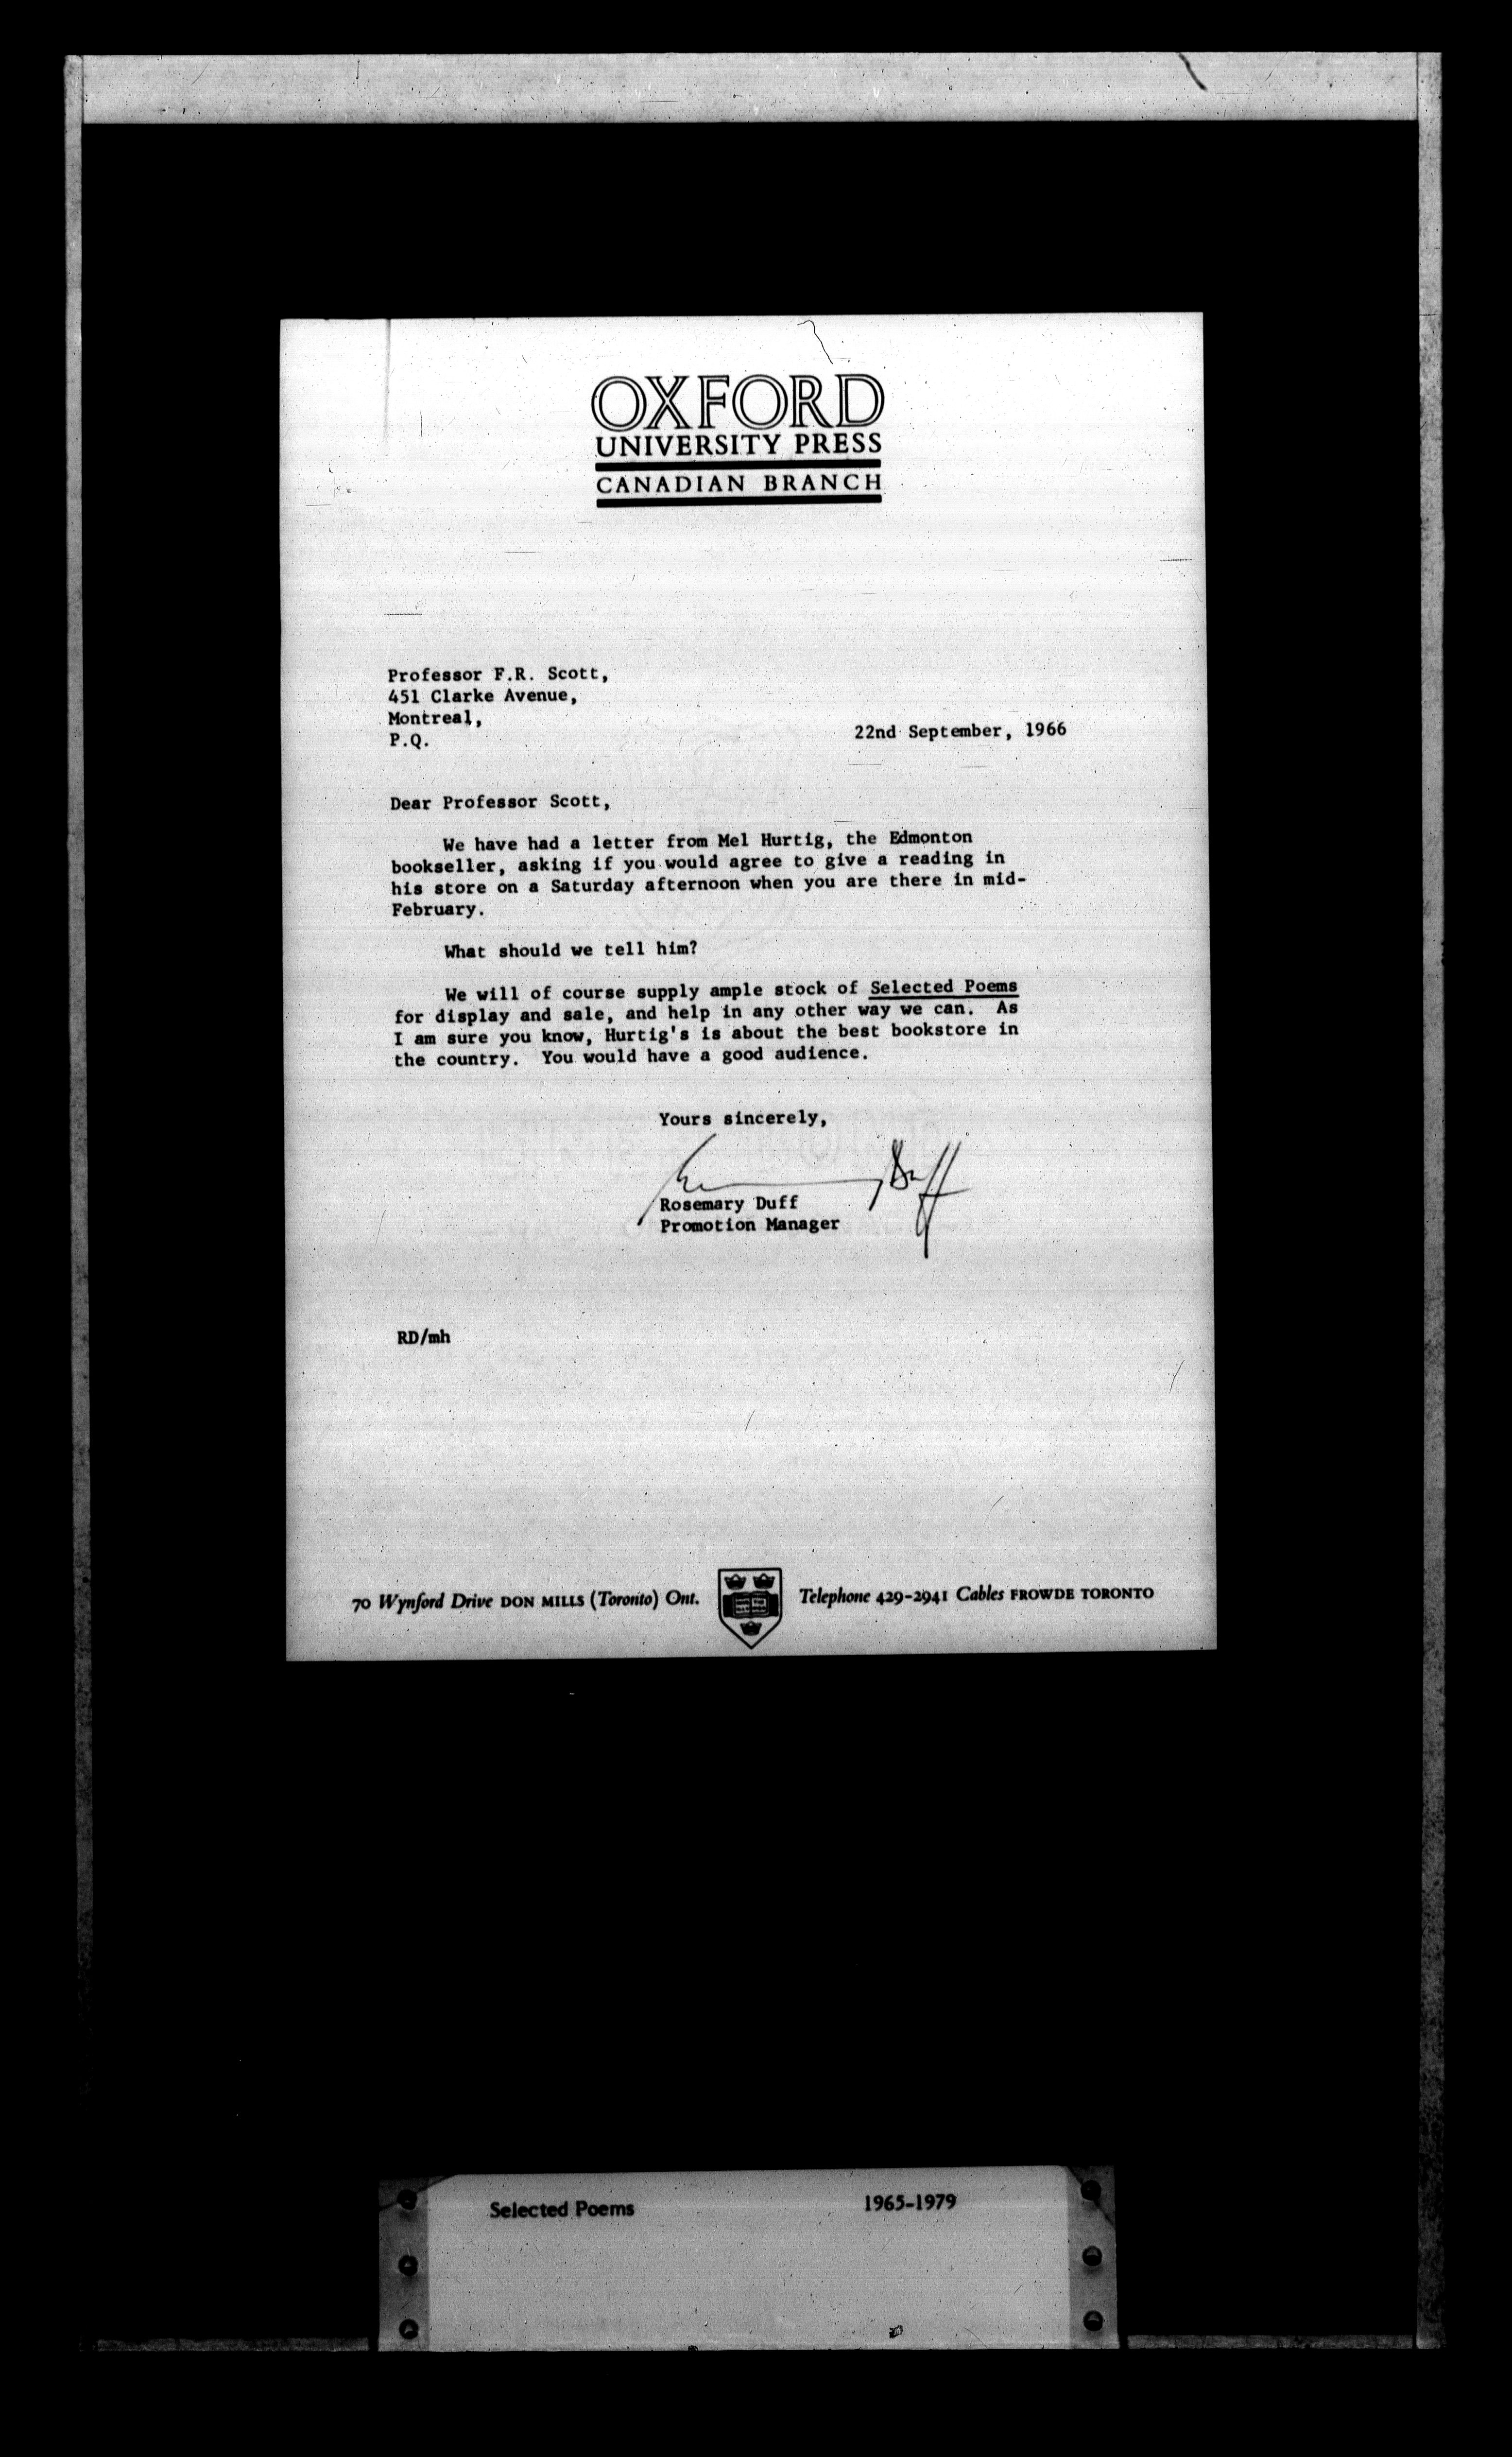 OXFORD
UNIVERSITY PRESS
CANADIAN BRANCH
Professor F.R. Scott,
451 Clarke Avenue,
Montreal,
P.Q.
22nd September, 1966
Dear Professor Scott,
We have had a letter from Mel Hurtig, the Edmonton
bookseller, asking if you would agree to give a reading in
his store on a Saturday afternoon when you are there in mid-
February.
What should we tell him?
We will of course supply ample stock of Selected Poems
for display and sale, and help in any other way we can. As
I am sure you know, Hurtig's is about the best bookstore in
the country. You would have a good audience.
Yours sincerely,
Rosemary Duff
Promotion Manager
RD/mh
70 Wynford Drive DON MILLS (Toronto) Ont.
Telephone 429-2941 Cables FROWDE TORONTO
Selected Poems 1965-1979